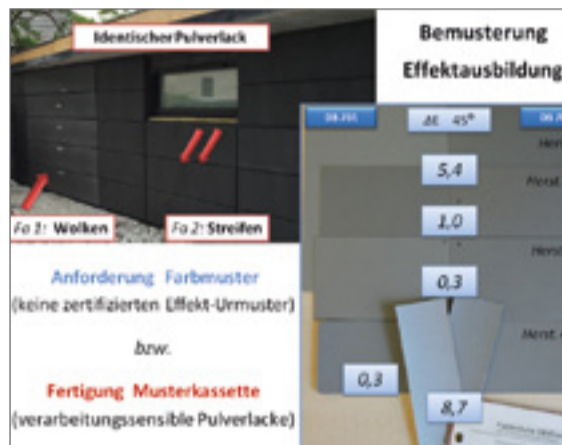 Identischer Pulverlack
Fa 1: Wolken
Fa 2: Streifen
Anforderung Farbmuster
(keine zertifizierten Effekt-Urmuster)
bzw.
Fertigung Musterkassette
(verarbeitungssensible Pulverlacke)
Bemusterung
Effektausbildung
ΔE 45°
5,4
1,0
0,3
0,3
8,7
Herst.